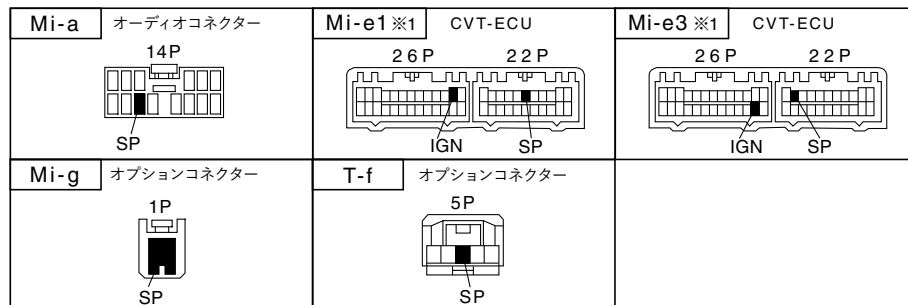 Mi-a オーディオコネクター
14P
SP
Mi-e1 ※1 CVT-ECU
26P 22P
IGN SP
Mi-e3 ※1 CVT-ECU
26P 22P
IGN SP
Mi-g オプションコネクター
1P
SP
T-f オプションコネクター
5P
SP